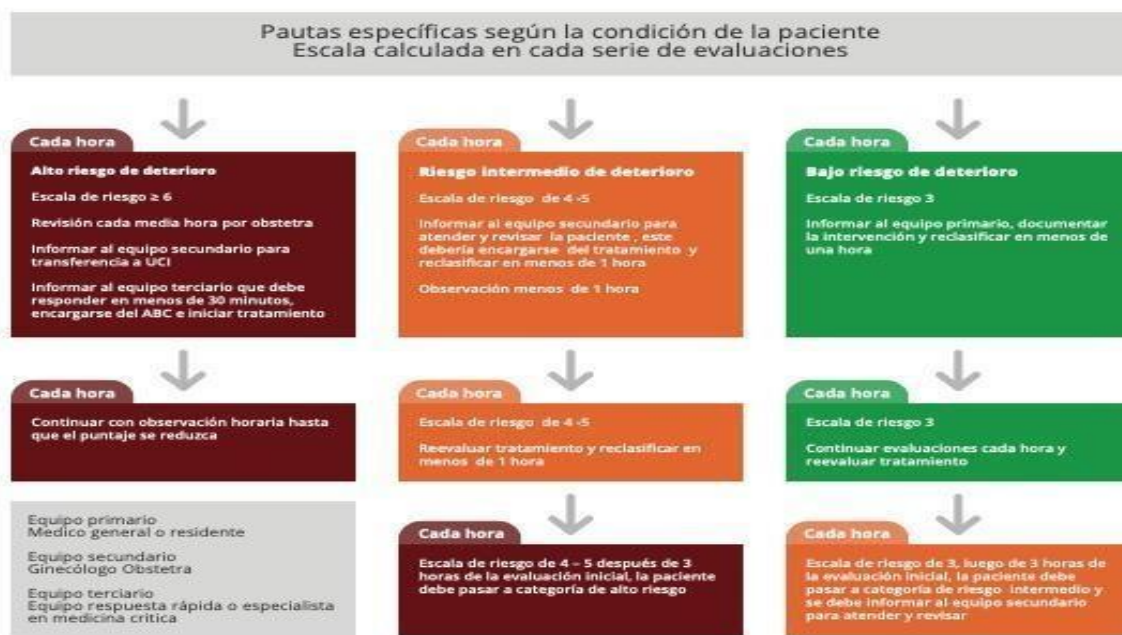 Pautas específicas según la condición de la paciente
Escala calculada en cada serie de evaluaciones
Cada hora
Alto riesgo de deterioro
Escala de riesgo ≥ 6
Revisión cada media hora por obstetra
Informar al equipo secundario para
transferencia a UCI
Informar al equipo terciario que debe
responder en menos de 30 minutos,
encargarse del ABC e iniciar tratamiento
Cada hora
Riesgo intermedio de deterioro
Escala de riesgo de 4 -5
Informar al equipo secundario para
atender y revisar la paciente , este
debería encargarse del tratamiento y
reclasificar en menos de 1 hora
Observación menos de 1 hora
Cada hora
Bajo riesgo de deterioro
Escala de riesgo 3
Informar al equipo primario, documentar
la intervención y reclasificar en menos de
una hora
Cada hora
Continuar con observación horaria hasta
que el puntaje se reduzca
Cada hora
Escala de riesgo de 4 -5
Reevaluar tratamiento y reclasificar en
menos de 1 hora
Cada hora
Escala de riesgo 3
Continuar evaluaciones cada hora y
reevaluar tratamiento
Equipo primario
Medico general o residente
Equipo secundario
Ginecólogo Obstetra
Equipo terciario
Equipo respuesta rápida o especialista
en medicina critica
Cada hora
Escala de riesgo de 4 – 5 después de 3
horas de la evaluación inicial, la paciente
debe pasar a categoría de alto riesgo
Cada hora
Escala de riesgo de 3, luego de 3 horas de
la evaluación inicial, la paciente debe
pasar a categoría de riesgo intermedio y
se debe informar al equipo secundario
para atender y revisar